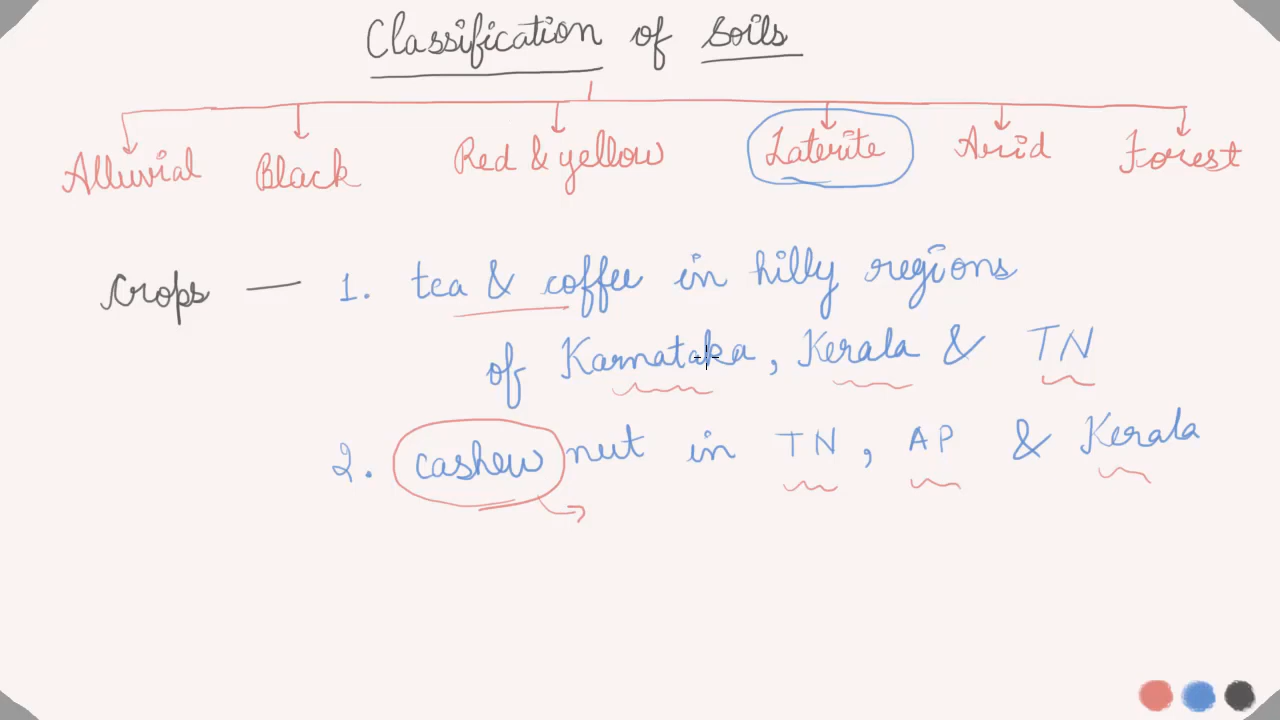 Classification of Soils
Alluvial Black Red & yellow Laterite Arid Forest
Crops — 1. tea & coffee in hilly regions
of Karnataka, Kerala & TN
2. cashew nut in TN, AP & Kerala